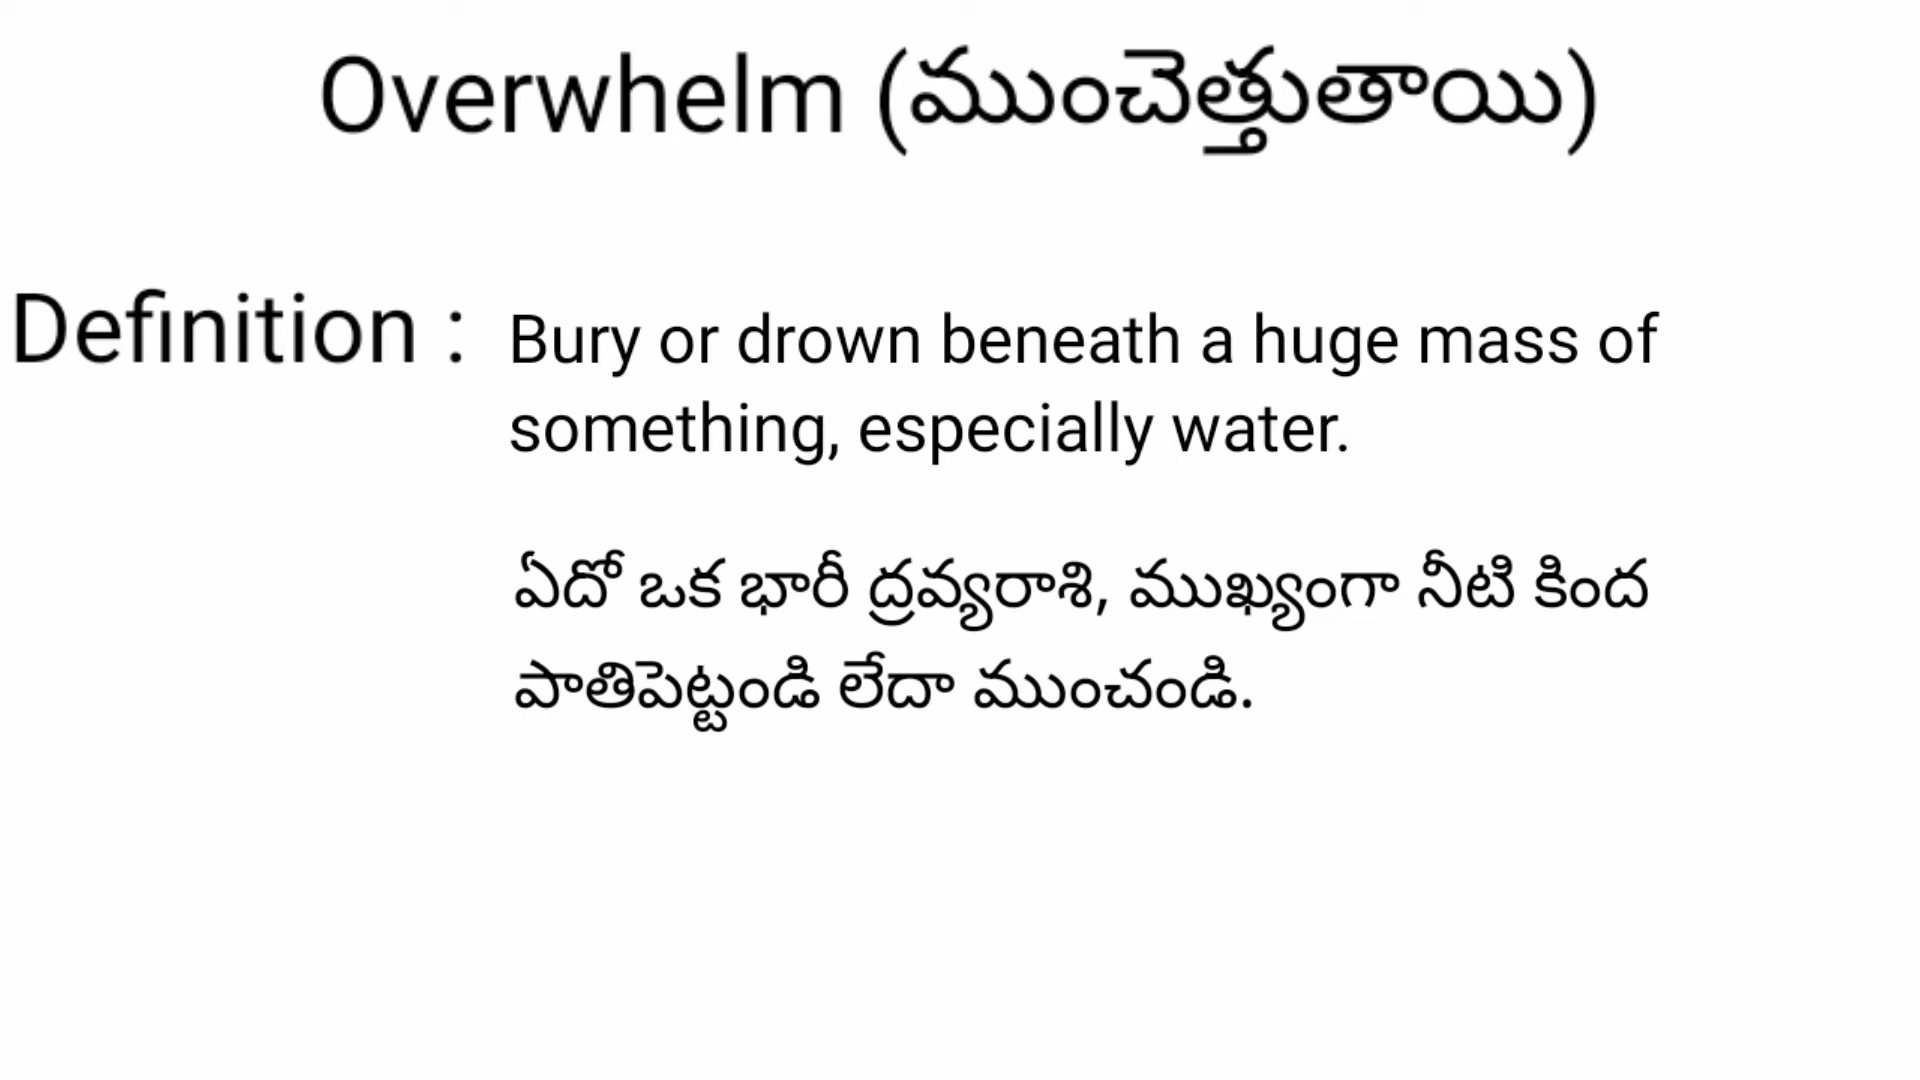 Overwhelm (ముంచెత్తుతాయి)
Definition : Bury or drown beneath a huge mass of
something, especially water.
ఏదో ఒక భారీ ద్రవ్యరాశి, ముఖ్యంగా నీటి కింద
పాతిపెట్టండి లేదా ముంచండి.